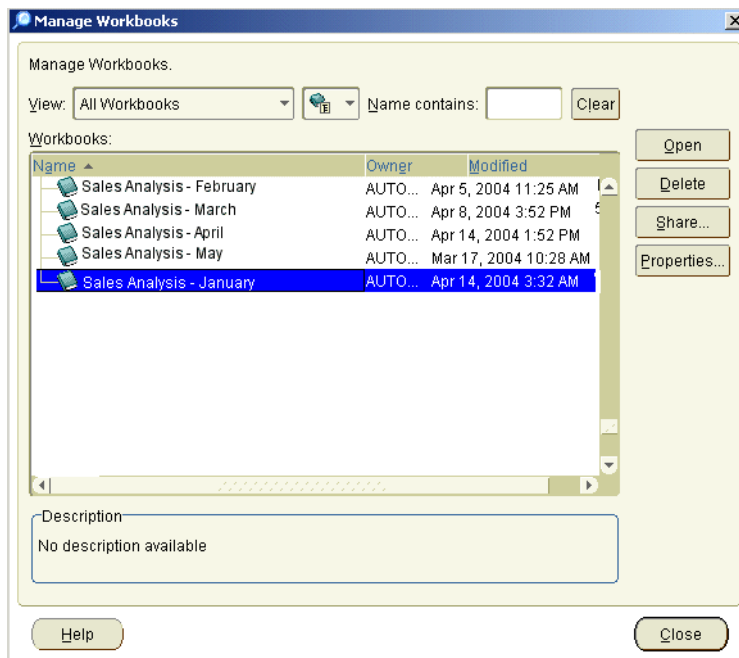 Manage Workbooks
Manage Workbooks.
View: All Workbooks Name contains: Clear
Workbooks:
Name Owner Modified
Sales Analysis - February AUTO... Apr 5, 2004 11:25 AM
Sales Analysis - March AUTO... Apr 8, 2004 3:52 PM
Sales Analysis - April AUTO... Apr 14, 2004 1:52 PM
Sales Analysis - May AUTO... Mar 17, 2004 10:28 AM
Sales Analysis - January AUTO... Apr 14, 2004 3:32 AM
Open
Delete
Share...
Properties...
Description
No description available
Help Close